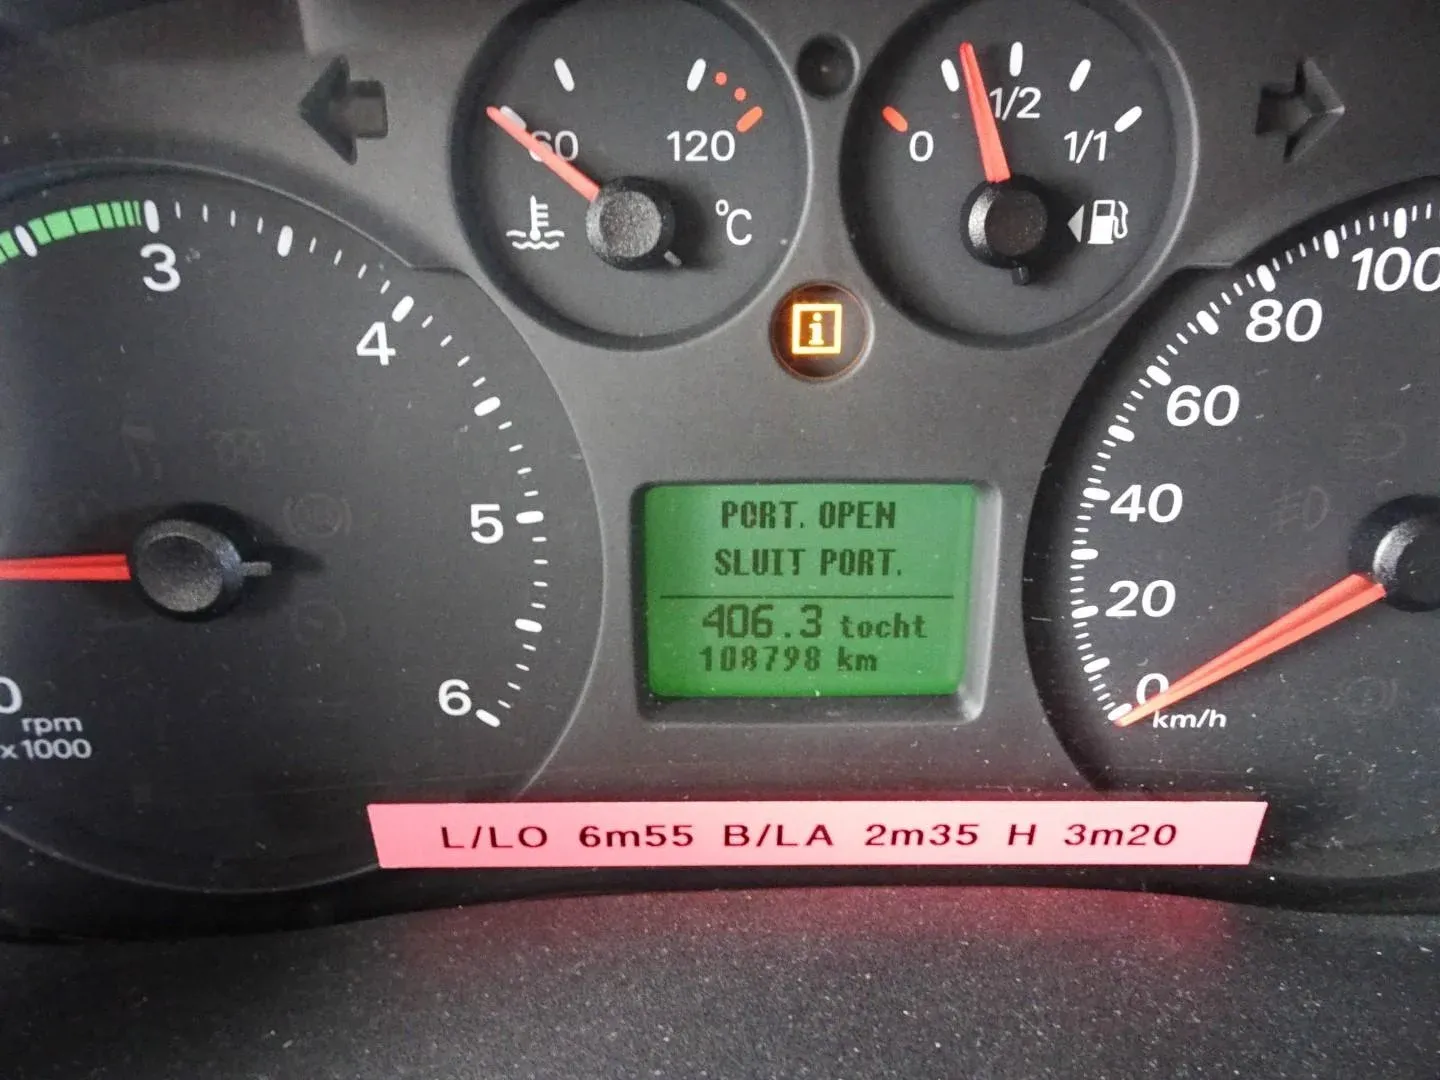 60 120
°C
0 1/2 1/1
3
4
5
6
0
rpm
x1000
i
PORT. OPEN
SLUIT PORT.
406.3 tocht
108798 km
100
80
60
40
20
0
km/h
L/LO 6m55 B/LA 2m35 H 3m20